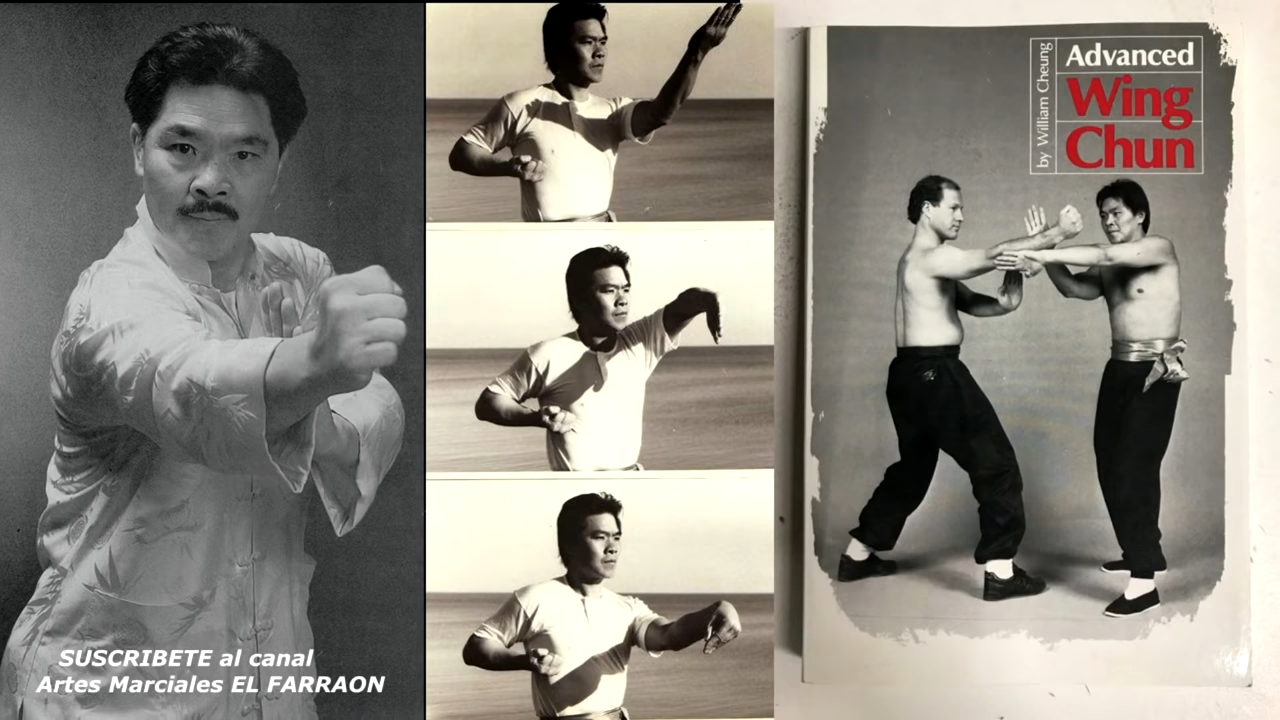 SUSCRIBETE al canal
Artes Marciales EL FARRAON
by William Cheung
Advanced
Wing
Chun